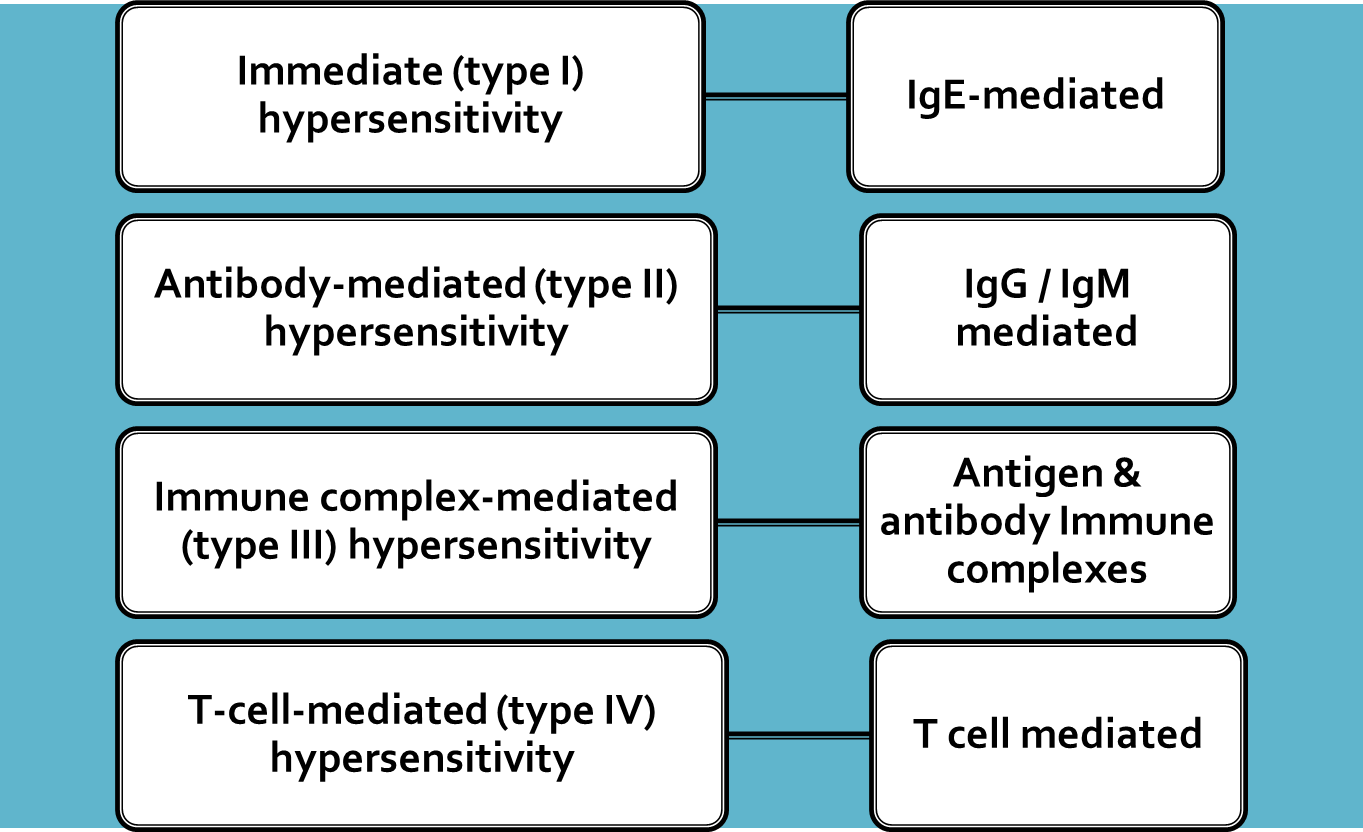 Immediate (type I)
hypersensitivity
IgE-mediated
Antibody-mediated (type II)
hypersensitivity
IgG / IgM
mediated
Immune complex-mediated
(type III) hypersensitivity
Antigen &
antibody Immune
complexes
T-cell-mediated (type IV)
hypersensitivity
T cell mediated